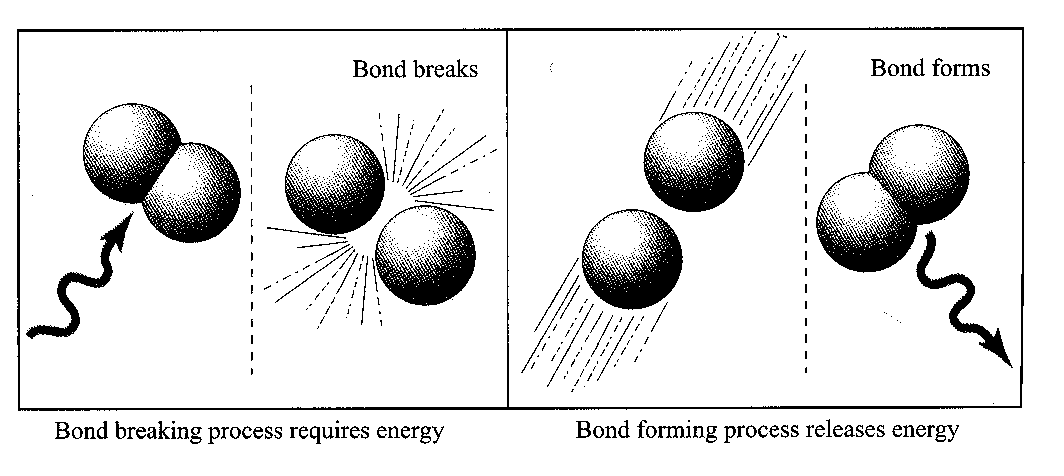 Bond breaks
Bond forms
Bond breaking process requires energy
Bond forming process releases energy